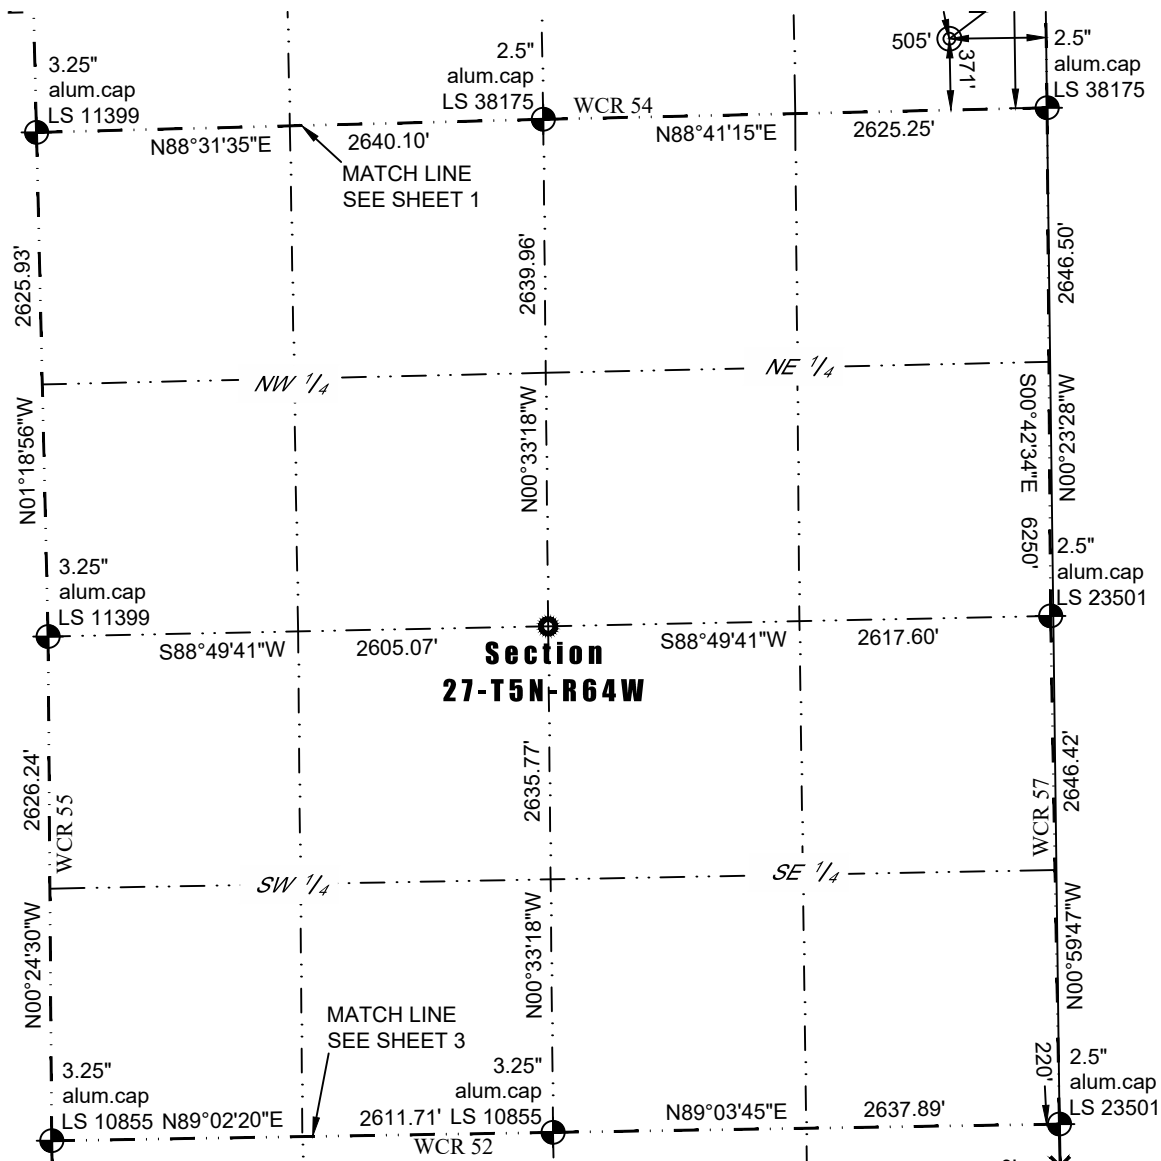 3.25"
alum.cap
LS 11399
2.5"
alum.cap
LS 38175
WCR 54
505'
371'
2.5"
alum.cap
LS 38175
N88°31'35"E
2640.10'
N88°41'15"E
2625.25'
MATCH LINE
SEE SHEET 1
2625.93'
2639.96'
2646.50'
NW 1/4
NE 1/4
N01°18'56"W
N00°33'18"W
S00°42'34"E 6250'
N00°23'28"W
3.25"
alum.cap
LS 11399
2.5"
alum.cap
LS 23501
S88°49'41"W
2605.07'
S88°49'41"W
2617.60'
Section
27-T5N-R64W
2626.24'
WCR 55
2635.77'
WCR 57
2646.42'
SW 1/4
SE 1/4
N00°24'30"W
N00°33'18"W
N00°59'47"W
MATCH LINE
SEE SHEET 3
3.25"
alum.cap
LS 10855
N89°02'20"E
2611.71'
3.25"
alum.cap
LS 10855
WCR 52
N89°03'45"E
2637.89'
220'
2.5"
alum.cap
LS 23501